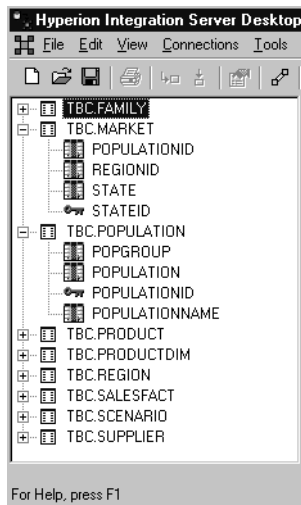 Hyperion Integration Server Desktop
File Edit View Connections Tools
TBC.FAMILY
TBC.MARKET
POPULATIONID
REGIONID
STATE
STATEID
TBC.POPULATION
POPGROUP
POPULATION
POPULATIONID
POPULATIONNAME
TBC.PRODUCT
TBC.PRODUCTDIM
TBC.REGION
TBC.SALESFACT
TBC.SCENARIO
TBC.SUPPLIER
For Help, press F1